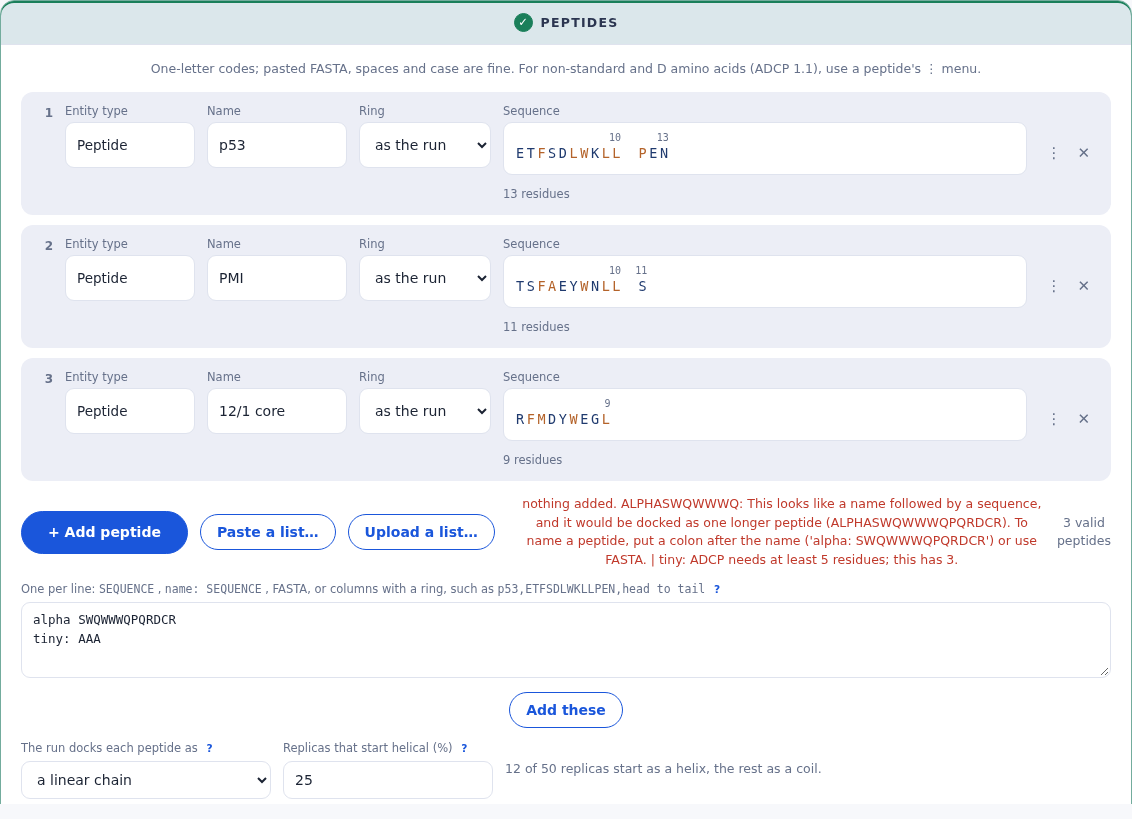 ✓ PEPTIDES
One-letter codes; pasted FASTA, spaces and case are fine. For non-standard and D amino acids (ADCP 1.1), use a peptide's ⋮ menu.
1 Entity type Name Ring Sequence
10 13
Peptide p53 as the run ETFSDLWKLL PEN ⋮ ✕
13 residues
2 Entity type Name Ring Sequence
10 11
Peptide PMI as the run TSFAEYWNLL S ⋮ ✕
11 residues
3 Entity type Name Ring Sequence
9
Peptide 12/1 core as the run RFMDYWEGL ⋮ ✕
9 residues
+ Add peptide Paste a list… Upload a list…
nothing added. ALPHASWQWWWQ: This looks like a name followed by a sequence,
and it would be docked as one longer peptide (ALPHASWQWWWQPQRDCR). To
name a peptide, put a colon after the name ('alpha: SWQWWWQPQRDCR') or use
FASTA. | tiny: ADCP needs at least 5 residues; this has 3.
3 valid
peptides
One per line: SEQUENCE , name: SEQUENCE , FASTA, or columns with a ring, such as p53,ETFSDLWKLLPEN,head to tail ?
alpha SWQWWWQPQRDCR
tiny: AAA
Add these
The run docks each peptide as ? Replicas that start helical (%) ?
a linear chain 25 12 of 50 replicas start as a helix, the rest as a coil.